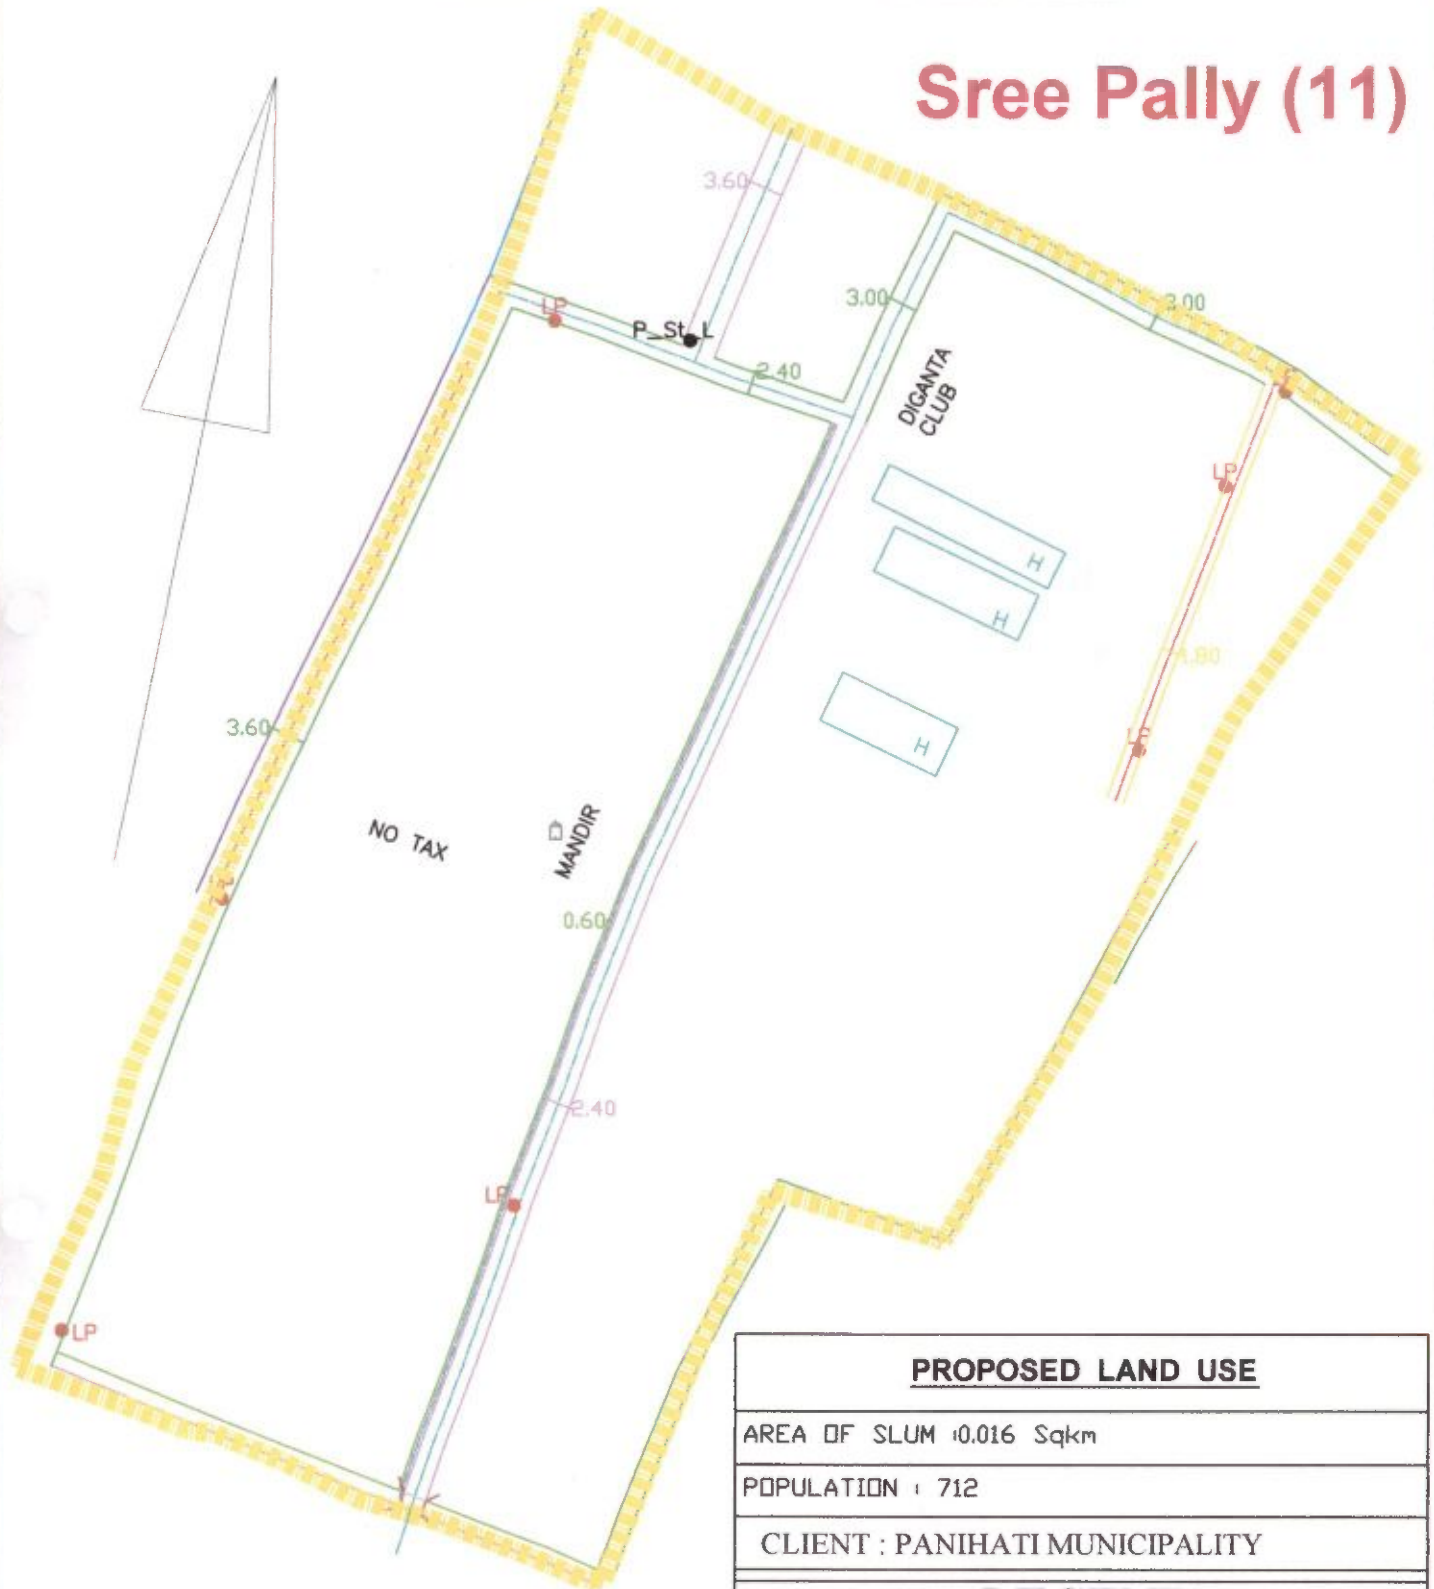 Sree Pally (11)
3.60
3.00
3.00
LP
P_St_L
2.40
DIGANTA
CLUB
LP
H
H
1.80
H
LP
3.60
NO TAX
MANDIR
0.60
2.40
LP
LP
PROPOSED LAND USE
AREA OF SLUM :0.016 Sqkm
POPULATION : 712
CLIENT : PANIHATI MUNICIPALITY